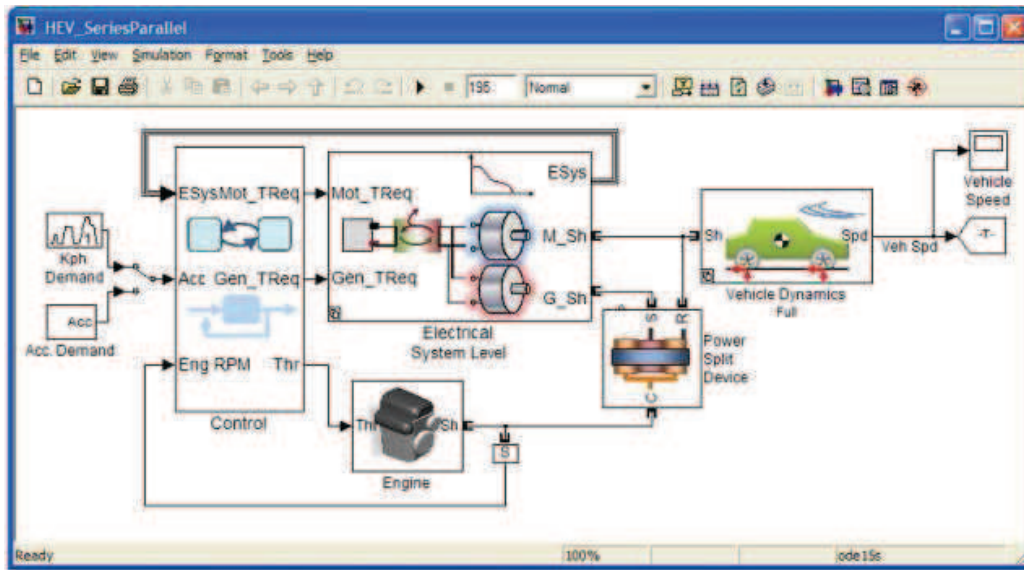 HEV_SeriesParallel
File Edit View Simulation Format Tools Help
195 Normal
ESys Mot_TReq
Mot_TReq
ESys
Vehicle
Speed
Kph
Demand
M_Sh
Sh
Spd
Veh Spd
-T-
Acc Gen_TReq
Gen_TReq
G_Sh
Acc
Acc. Demand
Electrical
System Level
Vehicle Dynamics
Full
S R
Power
Split
Device
C
Eng RPM Thr
Control
Thr Sh
S
Engine
Ready 100% ode15s